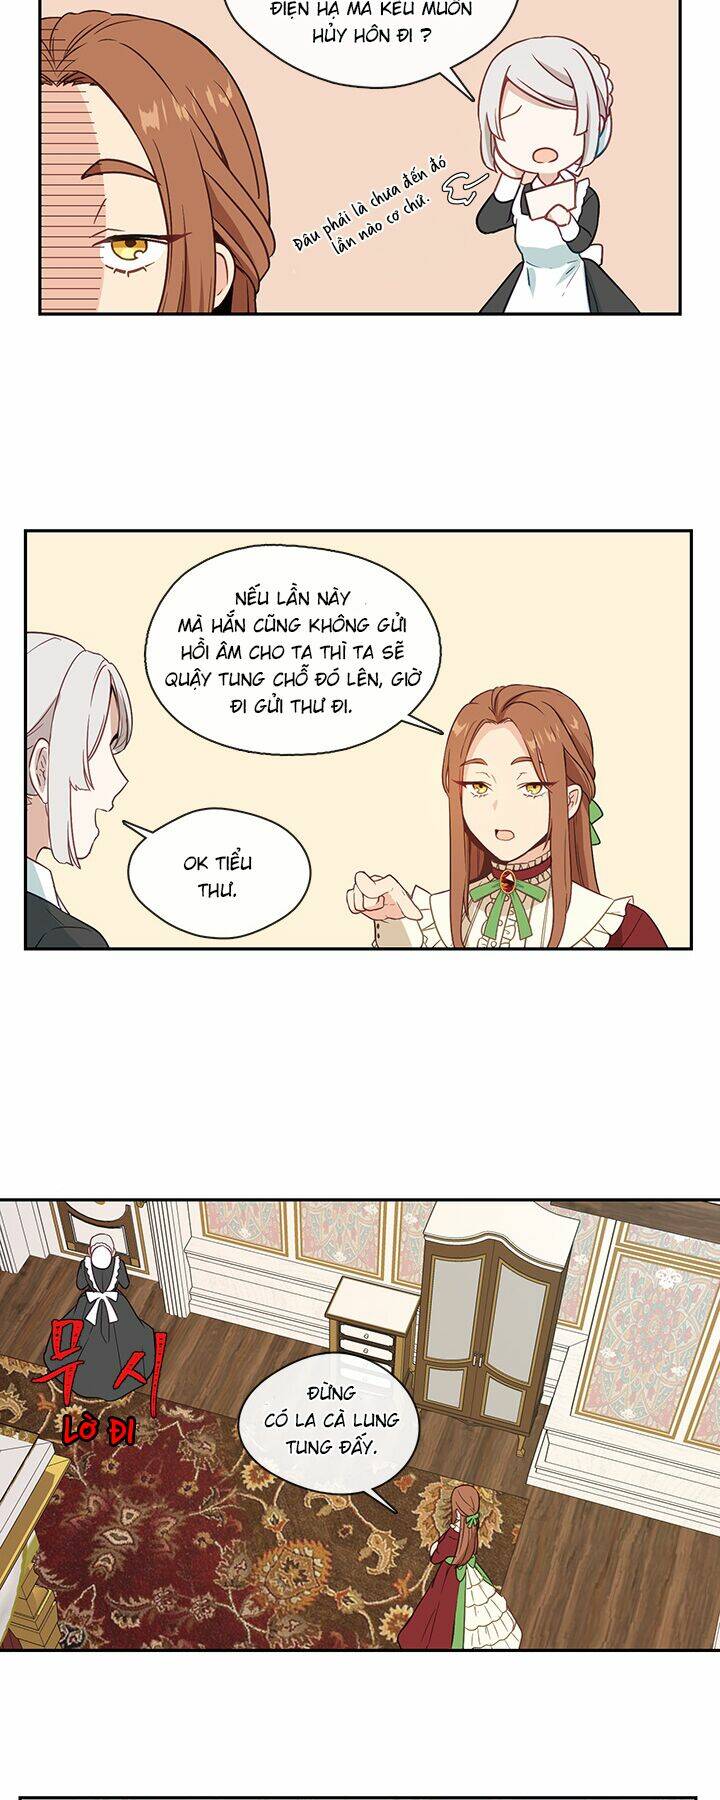 ĐIỆN HẠ MÀ KÊU MUỐN
HỦY HÔN ĐI ?
Đâu phải là chưa đến đó
lần nào cơ chứ.
NẾU LẦN NÀY
MÀ HẮN CŨNG KHÔNG GỬI
HỒI ÂM CHO TA THÌ TA SẼ
QUẬY TUNG CHỖ ĐÓ LÊN, GIỜ
ĐI GỬI THƯ ĐI.
OK TIỂU
THƯ.
무시
LỜ ĐI
ĐỪNG
CÓ LA CÀ LUNG
TUNG ĐẤY.